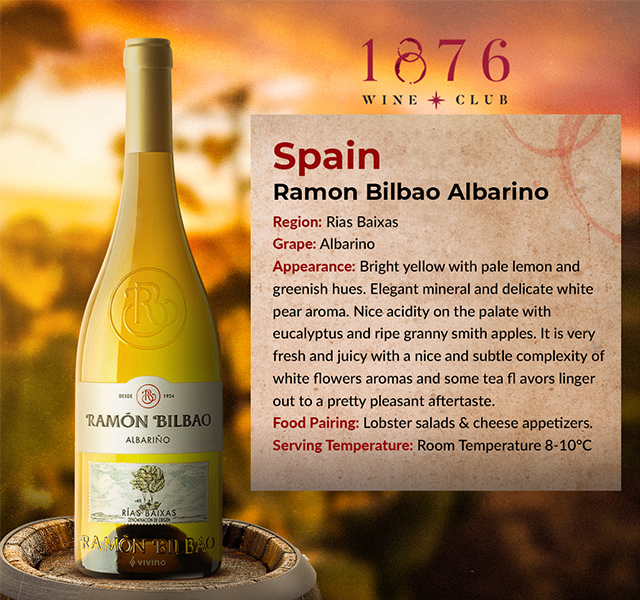 1876
WINE CLUB
Spain
Ramon Bilbao Albarino
Region: Rias Baixas
Grape: Albarino
Appearance: Bright yellow with pale lemon and
greenish hues. Elegant mineral and delicate white
pear aroma. Nice acidity on the palate with
eucalyptus and ripe granny smith apples. It is very
fresh and juicy with a nice and subtle complexity of
white flowers aromas and some tea fl avors linger
out to a pretty pleasant aftertaste.
Food Pairing: Lobster salads & cheese appetizers.
Serving Temperature: Room Temperature 8-10°C
R
DESDE B 1924
RAMÓN BILBAO
ALBARIÑO
RÍAS BAIXAS
DENOMINACIÓN DE ORIGEN
RAMÓN BILBAO
vivino